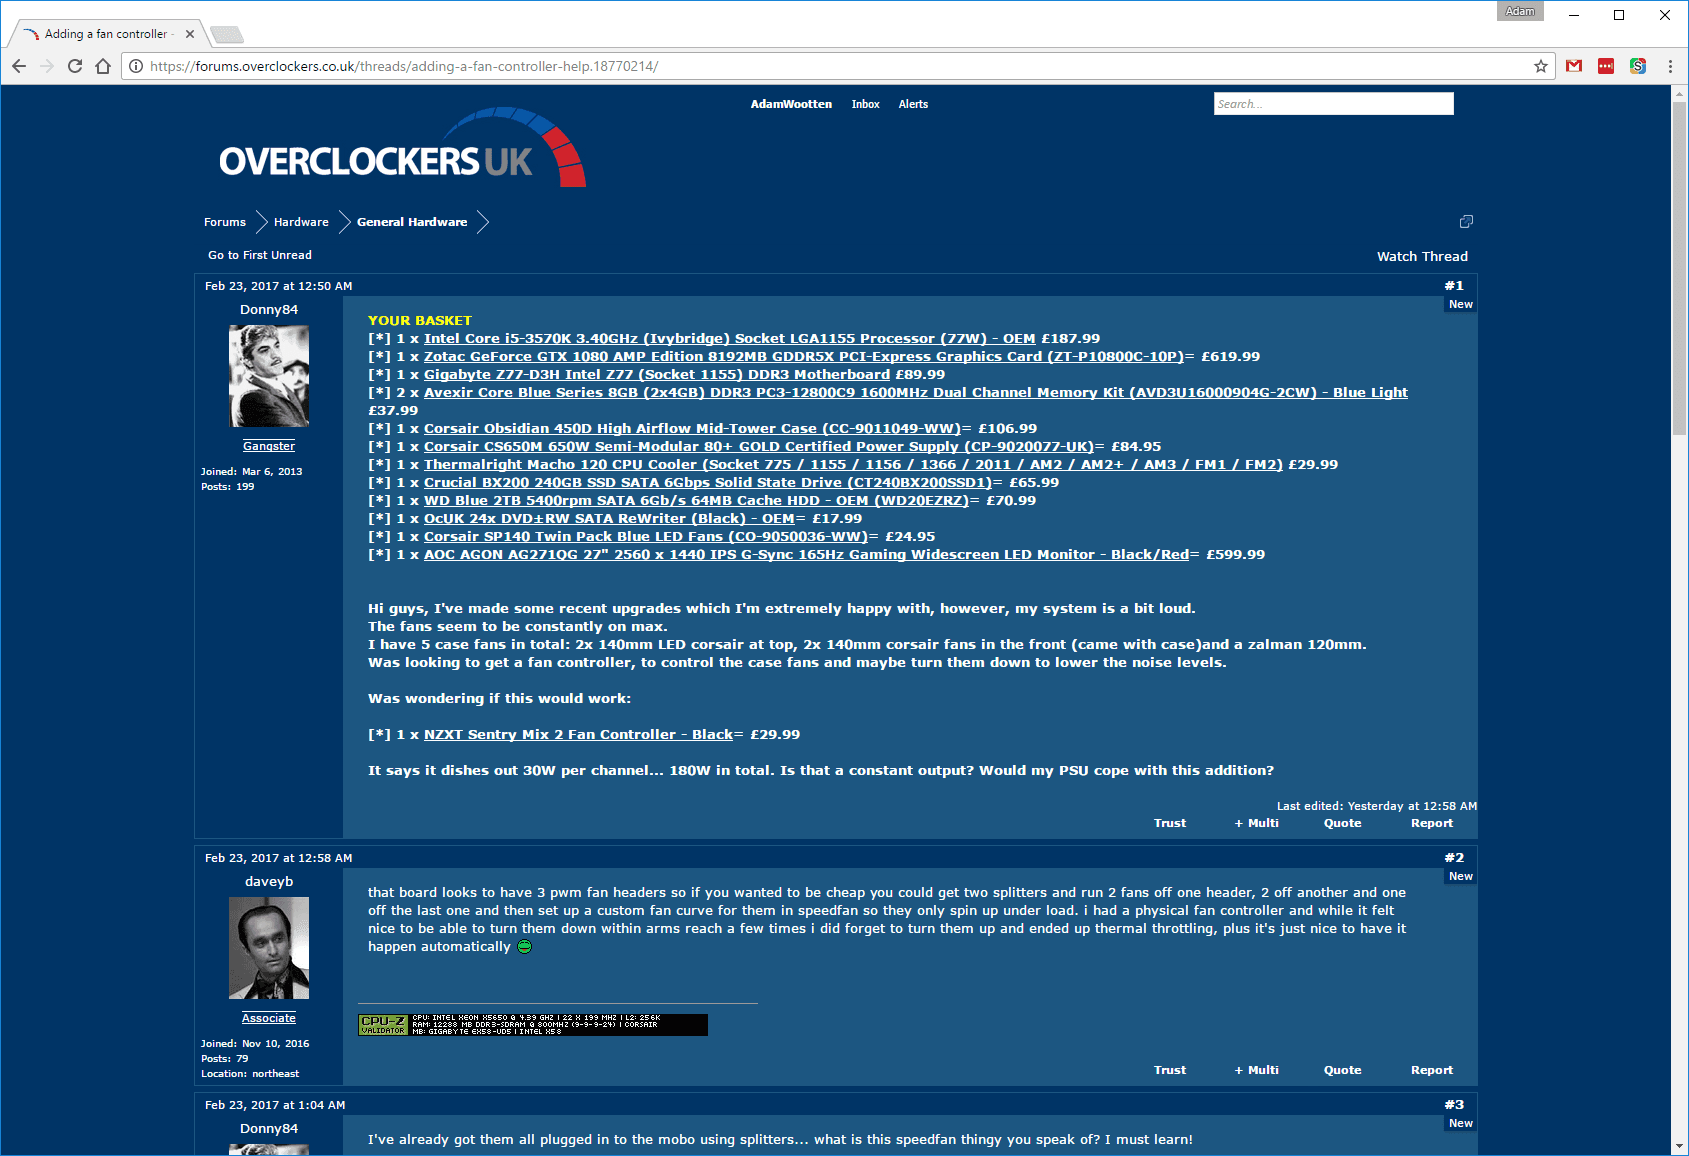 Adam
Adding a fan controller -
https://forums.overclockers.co.uk/threads/adding-a-fan-controller-help.18770214/
AdamWootten Inbox Alerts
Search...
OVERCLOCKERS UK
Forums Hardware General Hardware
Go to First Unread
Watch Thread
Feb 23, 2017 at 12:50 AM
#1
New
Donny84
Gangster
Joined: Mar 6, 2013
Posts: 199
YOUR BASKET
[*] 1 x Intel Core i5-3570K 3.40GHz (Ivybridge) Socket LGA1155 Processor (77W) - OEM £187.99
[*] 1 x Zotac GeForce GTX 1080 AMP Edition 8192MB GDDR5X PCI-Express Graphics Card (ZT-P10800C-10P)= £619.99
[*] 1 x Gigabyte Z77-D3H Intel Z77 (Socket 1155) DDR3 Motherboard £89.99
[*] 2 x Avexir Core Blue Series 8GB (2x4GB) DDR3 PC3-12800C9 1600MHz Dual Channel Memory Kit (AVD3U16000904G-2CW) - Blue Light
£37.99
[*] 1 x Corsair Obsidian 450D High Airflow Mid-Tower Case (CC-9011049-WW)= £106.99
[*] 1 x Corsair CS650M 650W Semi-Modular 80+ GOLD Certified Power Supply (CP-9020077-UK)= £84.95
[*] 1 x Thermalright Macho 120 CPU Cooler (Socket 775 / 1155 / 1156 / 1366 / 2011 / AM2 / AM2+ / AM3 / FM1 / FM2) £29.99
[*] 1 x Crucial BX200 240GB SSD SATA 6Gbps Solid State Drive (CT240BX200SSD1)= £65.99
[*] 1 x WD Blue 2TB 5400rpm SATA 6Gb/s 64MB Cache HDD - OEM (WD20EZRZ)= £70.99
[*] 1 x OcUK 24x DVD±RW SATA ReWriter (Black) - OEM= £17.99
[*] 1 x Corsair SP140 Twin Pack Blue LED Fans (CO-9050036-WW)= £24.95
[*] 1 x AOC AGON AG271QG 27" 2560 x 1440 IPS G-Sync 165Hz Gaming Widescreen LED Monitor - Black/Red= £599.99
Hi guys, I've made some recent upgrades which I'm extremely happy with, however, my system is a bit loud.
The fans seem to be constantly on max.
I have 5 case fans in total: 2x 140mm LED corsair at top, 2x 140mm corsair fans in the front (came with case)and a zalman 120mm.
Was looking to get a fan controller, to control the case fans and maybe turn them down to lower the noise levels.
Was wondering if this would work:
[*] 1 x NZXT Sentry Mix 2 Fan Controller - Black= £29.99
It says it dishes out 30W per channel... 180W in total. Is that a constant output? Would my PSU cope with this addition?
Last edited: Yesterday at 12:58 AM
Trust + Multi Quote Report
Feb 23, 2017 at 12:58 AM
#2
New
daveyb
Associate
Joined: Nov 10, 2016
Posts: 79
Location: northeast
that board looks to have 3 pwm fan headers so if you wanted to be cheap you could get two splitters and run 2 fans off one header, 2 off another and one
off the last one and then set up a custom fan curve for them in speedfan so they only spin up under load. i had a physical fan controller and while it felt
nice to be able to turn them down within arms reach a few times i did forget to turn them up and ended up thermal throttling, plus it's just nice to have it
happen automatically
CPU-Z
VALIDATOR
CPU: INTEL XEON X5650 @ 4.39 GHZ | 22 X 199 MHZ | L2: 256K
RAM: 12288 MB DDR3-SDRAM @ 800MHZ (9-9-9-24) | CORSAIR
MB: GIGABYTE EX58-UD5 | INTEL X58
Trust + Multi Quote Report
Feb 23, 2017 at 1:04 AM
#3
New
Donny84
I've already got them all plugged in to the mobo using splitters... what is this speedfan thingy you speak of? I must learn!